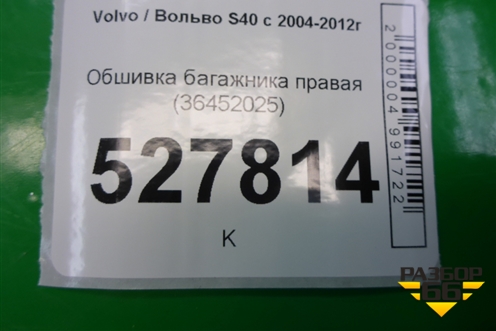 Volvo / Вольво S40 с 2004-2012г
Обшивка багажника правая
(36452025)
527814
K
2000004991722
РАЗБОР
66